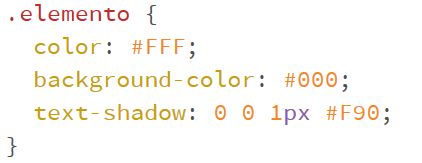 .elemento {
  color: #FFF;
  background-color: #000;
  text-shadow: 0 0 1px #F90;
}